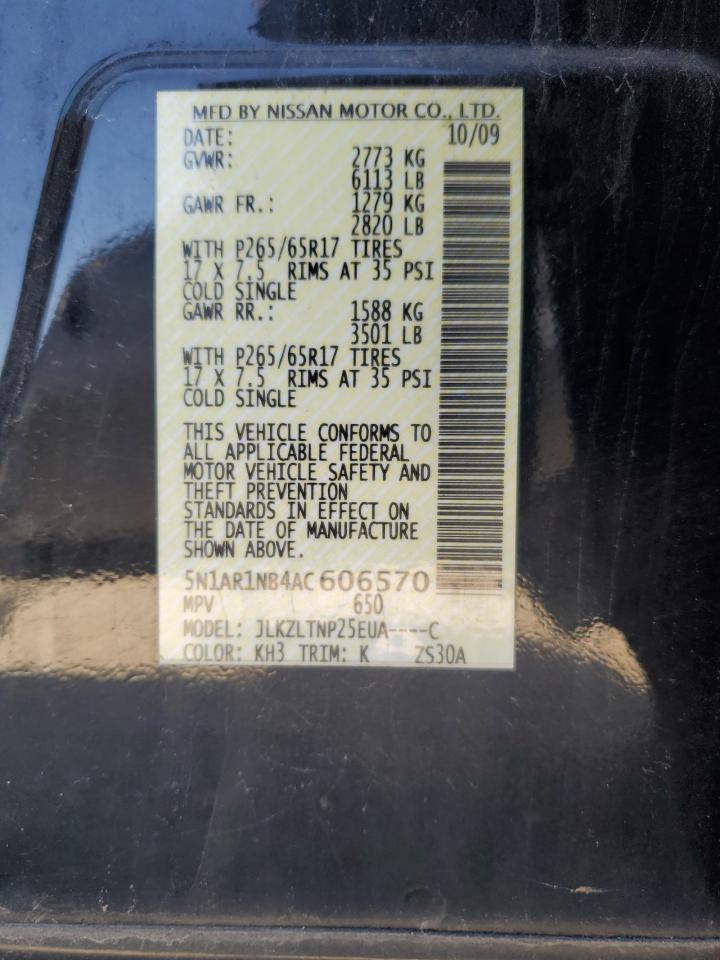 MFD BY NISSAN MOTOR CO., LTD.
DATE: 10/09
GVWR: 2773 KG
6113 LB
GAWR FR.: 1279 KG
2820 LB
WITH P265/65R17 TIRES
17 X 7.5 RIMS AT 35 PSI
COLD SINGLE
GAWR RR.: 1588 KG
3501 LB
WITH P265/65R17 TIRES
17 X 7.5 RIMS AT 35 PSI
COLD SINGLE
THIS VEHICLE CONFORMS TO
ALL APPLICABLE FEDERAL
MOTOR VEHICLE SAFETY AND
THEFT PREVENTION
STANDARDS IN EFFECT ON
THE DATE OF MANUFACTURE
SHOWN ABOVE.
5N1AR1NB4AC606570
MPV 650
MODEL: JLKZLTNP25EUA----C
COLOR: KH3 TRIM: K ZS30A